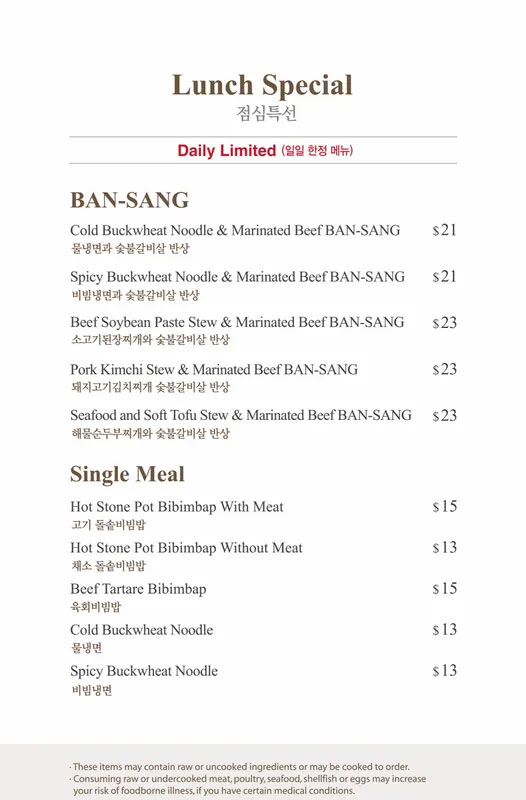 Lunch Special
점심특선
Daily Limited (일일 한정 메뉴)
BAN-SANG
Cold Buckwheat Noodle & Marinated Beef BAN-SANG $21
물냉면과 숯불갈비살 반상
Spicy Buckwheat Noodle & Marinated Beef BAN-SANG $21
비빔냉면과 숯불갈비살 반상
Beef Soybean Paste Stew & Marinated Beef BAN-SANG $23
소고기된장찌개와 숯불갈비살 반상
Pork Kimchi Stew & Marinated Beef BAN-SANG $23
돼지고기김치찌개 숯불갈비살 반상
Seafood and Soft Tofu Stew & Marinated Beef BAN-SANG $23
해물순두부찌개와 숯불갈비살 반상
Single Meal
Hot Stone Pot Bibimbap With Meat $15
고기 돌솥비빔밥
Hot Stone Pot Bibimbap Without Meat $13
채소 돌솥비빔밥
Beef Tartare Bibimbap $15
육회비빔밥
Cold Buckwheat Noodle $13
물냉면
Spicy Buckwheat Noodle $13
비빔냉면
· These items may contain raw or uncooked ingredients or may be cooked to order.
· Consuming raw or undercooked meat, poultry, seafood, shellfish or eggs may increase
your risk of foodborne illness, if you have certain medical conditions.